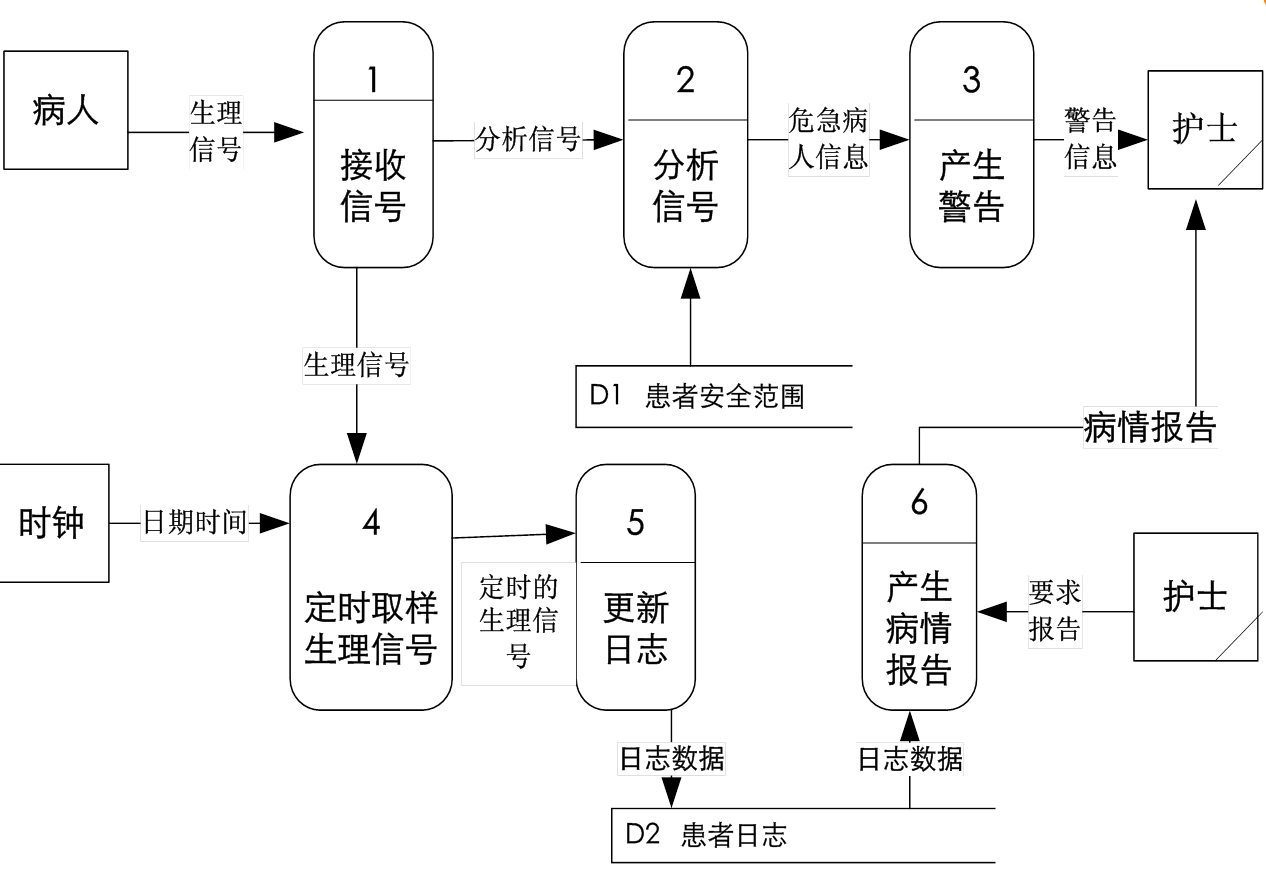 病人
生理
信号
1
接收
信号
分析信号
2
分析
信号
危急病
人信息
3
产生
警告
警告
信息
护士
生理信号
D1 患者安全范围
病情报告
时钟
日期时间
4
定时取样
生理信号
定时的
生理信
号
5
更新
日志
6
产生
病情
报告
要求
报告
护士
日志数据
日志数据
D2 患者日志